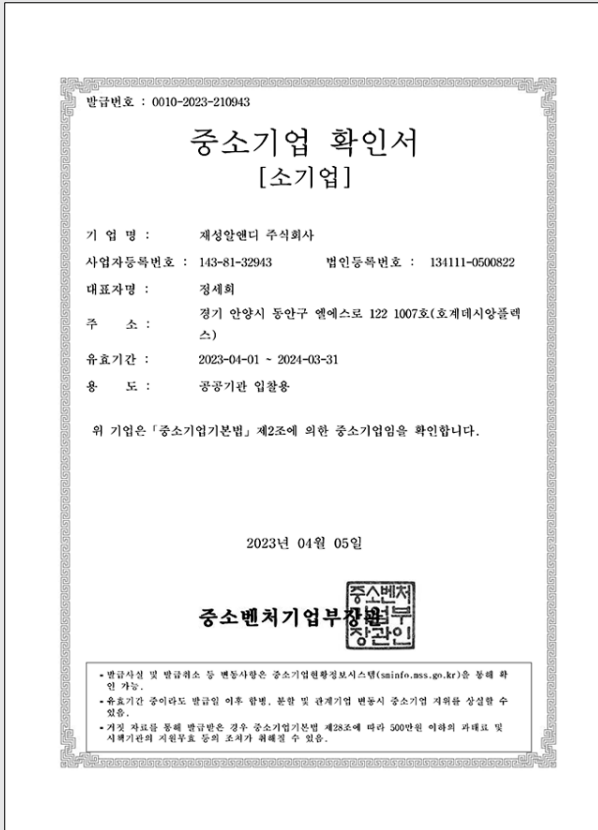 발급번호 : 0010-2023-210943
중소기업 확인서
[소기업]
기 업 명 : 재성알앤디 주식회사
사업자등록번호 : 143-81-32943 법인등록번호 : 134111-0500822
대표자명 : 정세희
주 소 : 경기 안양시 동안구 엘에스로 122 1007호(호계데시앙플렉
스)
유효기간 : 2023-04-01 ~ 2024-03-31
용 도 : 공공기관 입찰용
위 기업은「중소기업기본법」제2조에 의한 중소기업임을 확인합니다.
2023년 04월 05일
중소벤처기업부장관
중소벤처
기업부
장관인
• 발급사실 및 발급취소 등 변동사항은 중소기업현황정보시스템(sminfo.mss.go.kr)을 통해 확
인 가능.
• 유효기간 중이라도 발급일 이후 합병, 분할 및 관계기업 변동시 중소기업 지위를 상실할 수
있음.
• 거짓 자료를 통해 발급받은 경우 중소기업기본법 제28조에 따라 500만원 이하의 과태료 및
시책기관의 지원무효 등의 조치가 취해질 수 있음.